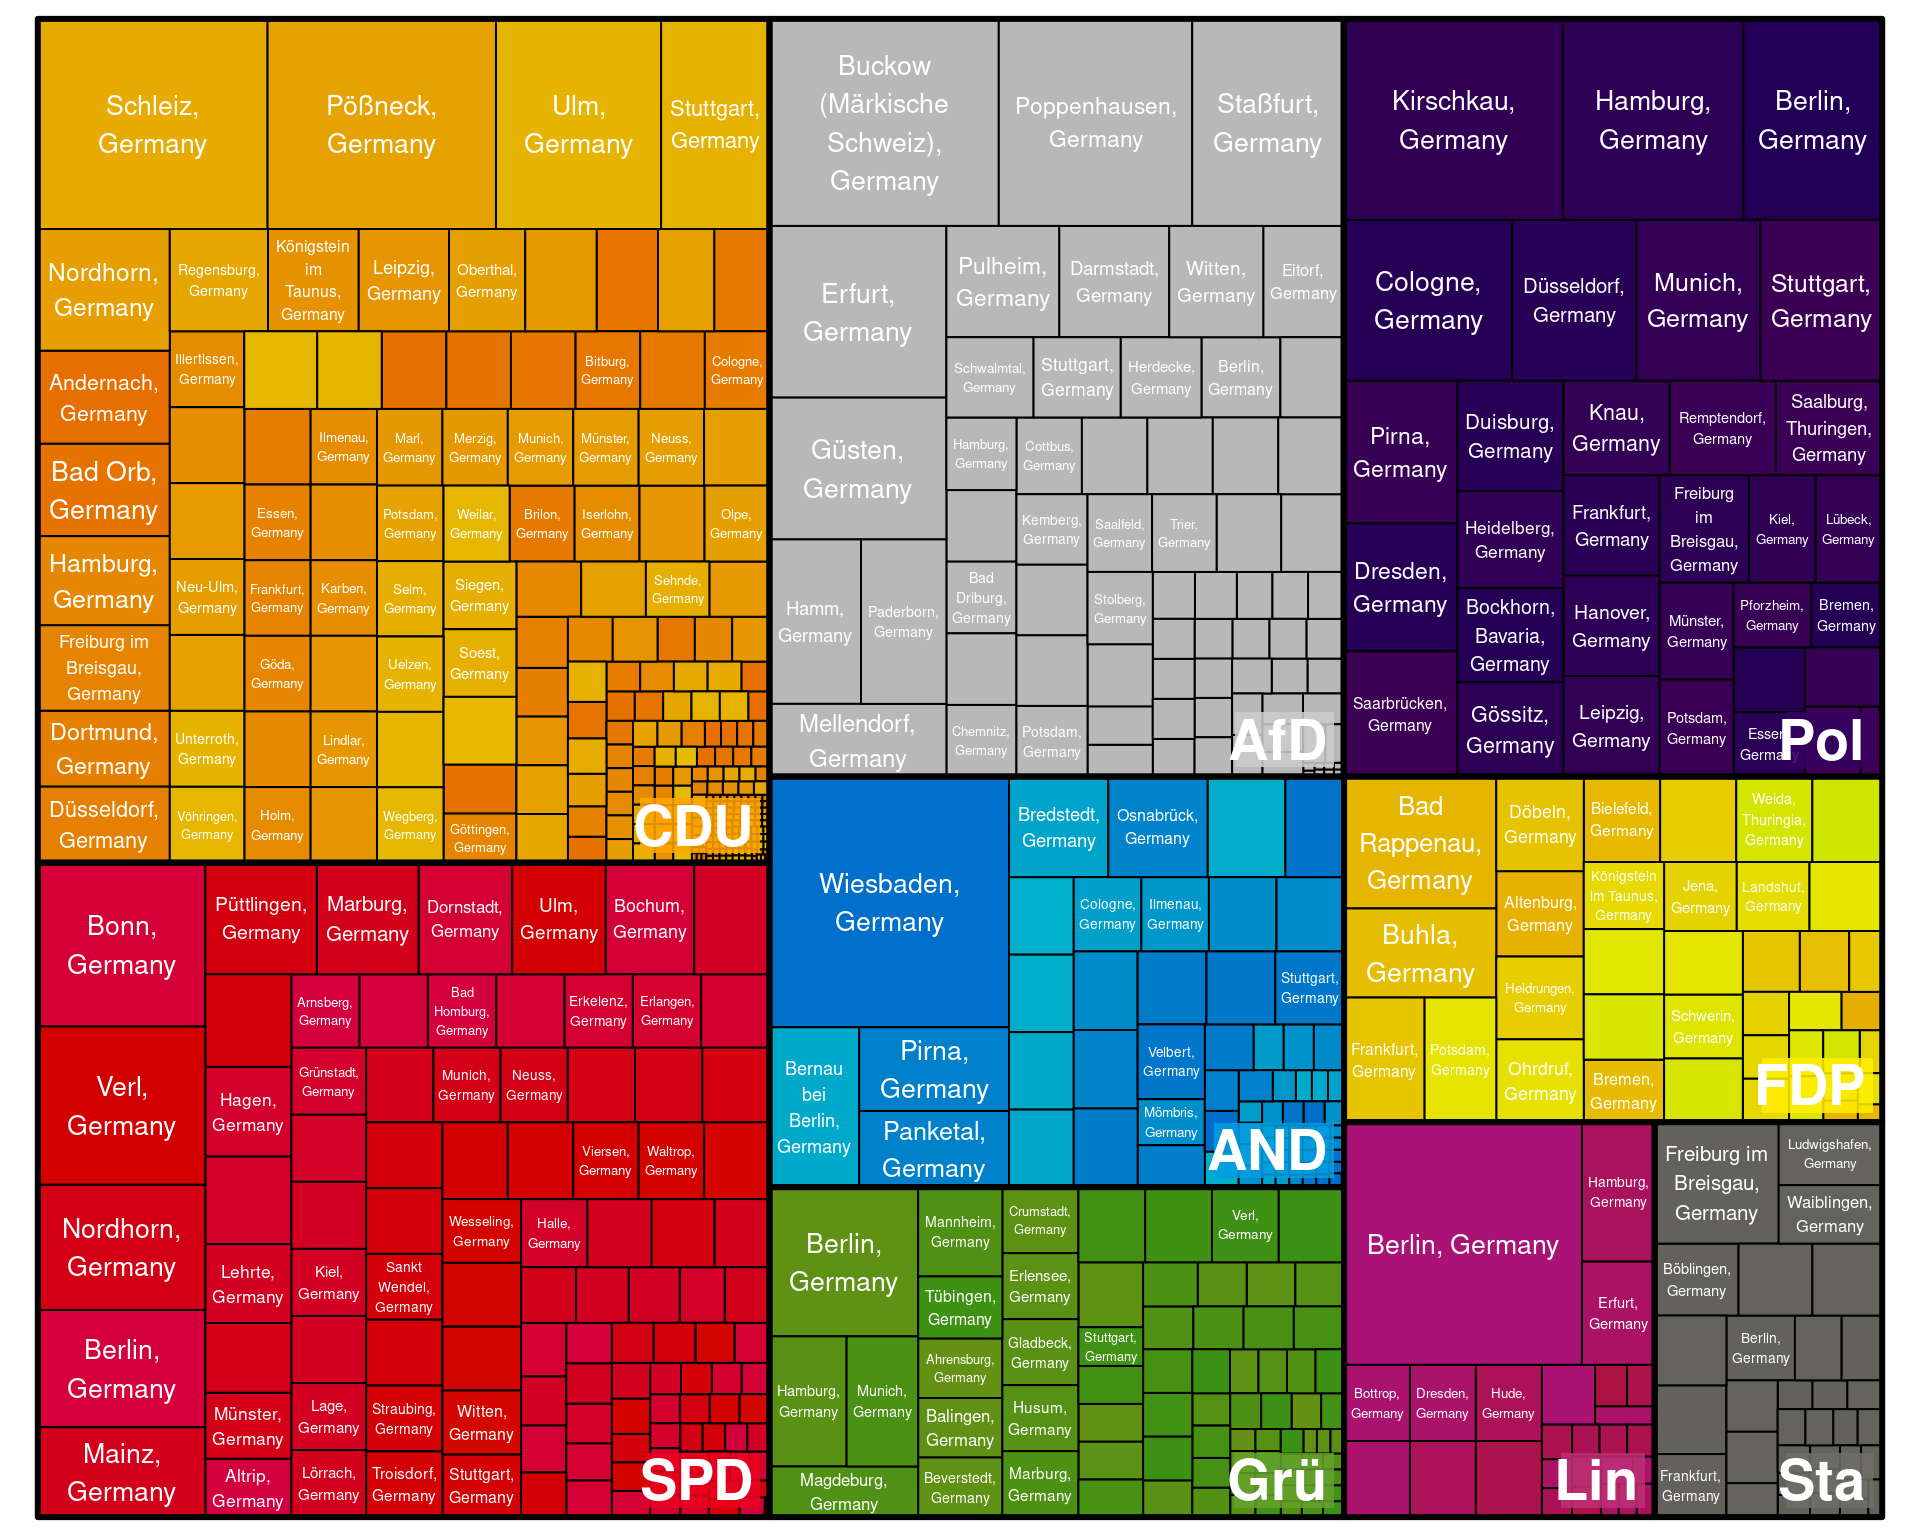 Schleiz,
Germany
Pößneck,
Germany
Ulm,
Germany
Stuttgart,
Germany
Nordhorn,
Germany
Regensburg,
Germany
Königstein
im
Taunus,
Germany
Leipzig,
Germany
Oberthal,
Germany
Andernach,
Germany
Illertissen,
Germany
Bitburg,
Germany
Cologne,
Germany
Bad Orb,
Germany
Ilmenau,
Germany
Marl,
Germany
Merzig,
Germany
Munich,
Germany
Münster,
Germany
Neuss,
Germany
Essen,
Germany
Potsdam,
Germany
Weilar,
Germany
Brilon,
Germany
Iserlohn,
Germany
Olpe,
Germany
Hamburg,
Germany
Neu-Ulm,
Germany
Frankfurt,
Germany
Karben,
Germany
Selm,
Germany
Siegen,
Germany
Sehnde,
Germany
Freiburg im
Breisgau,
Germany
Göda,
Germany
Uelzen,
Germany
Soest,
Germany
Dortmund,
Germany
Unterroth,
Germany
Lindlar,
Germany
Düsseldorf,
Germany
Vöhringen,
Germany
Holm,
Germany
Wegberg,
Germany
Göttingen,
Germany
CDU
Bonn,
Germany
Püttlingen,
Germany
Marburg,
Germany
Dornstadt,
Germany
Ulm,
Germany
Bochum,
Germany
Arnsberg,
Germany
Bad
Homburg,
Germany
Erkelenz,
Germany
Erlangen,
Germany
Verl,
Germany
Hagen,
Germany
Grünstadt,
Germany
Munich,
Germany
Neuss,
Germany
Viersen,
Germany
Waltrop,
Germany
Nordhorn,
Germany
Lehrte,
Germany
Kiel,
Germany
Sankt
Wendel,
Germany
Wesseling,
Germany
Halle,
Germany
Berlin,
Germany
Münster,
Germany
Lage,
Germany
Straubing,
Germany
Witten,
Germany
Mainz,
Germany
Altrip,
Germany
Lörrach,
Germany
Troisdorf,
Germany
Stuttgart,
Germany
SPD
Buckow
(Märkische
Schweiz),
Germany
Poppenhausen,
Germany
Staßfurt,
Germany
Erfurt,
Germany
Pulheim,
Germany
Darmstadt,
Germany
Witten,
Germany
Eitorf,
Germany
Schwalmtal,
Germany
Stuttgart,
Germany
Herdecke,
Germany
Berlin,
Germany
Güsten,
Germany
Hamburg,
Germany
Cottbus,
Germany
Kemberg,
Germany
Saalfeld,
Germany
Trier,
Germany
Hamm,
Germany
Paderborn,
Germany
Bad
Driburg,
Germany
Stolberg,
Germany
Mellendorf,
Germany
Chemnitz,
Germany
Potsdam,
Germany
AfD
Wiesbaden,
Germany
Bredstedt,
Germany
Osnabrück,
Germany
Cologne,
Germany
Ilmenau,
Germany
Stuttgart,
Germany
Bernau
bei
Berlin,
Germany
Pirna,
Germany
Panketal,
Germany
Velbert,
Germany
Mömbris,
Germany
AND
Berlin,
Germany
Mannheim,
Germany
Crumstadt,
Germany
Verl,
Germany
Tübingen,
Germany
Erlensee,
Germany
Hamburg,
Germany
Munich,
Germany
Ahrensburg,
Germany
Gladbeck,
Germany
Stuttgart,
Germany
Balingen,
Germany
Husum,
Germany
Magdeburg,
Germany
Beverstedt,
Germany
Marburg,
Germany
Grü
Kirschkau,
Germany
Hamburg,
Germany
Berlin,
Germany
Cologne,
Germany
Düsseldorf,
Germany
Munich,
Germany
Stuttgart,
Germany
Pirna,
Germany
Duisburg,
Germany
Knau,
Germany
Remptendorf,
Germany
Saalburg,
Thuringen,
Germany
Heidelberg,
Germany
Frankfurt,
Germany
Freiburg
im
Breisgau,
Germany
Kiel,
Germany
Lübeck,
Germany
Dresden,
Germany
Bockhorn,
Bavaria,
Germany
Hanover,
Germany
Münster,
Germany
Pforzheim,
Germany
Bremen,
Germany
Saarbrücken,
Germany
Gössitz,
Germany
Leipzig,
Germany
Potsdam,
Germany
Essen
Germany
Pol
Bad
Rappenau,
Germany
Döbeln,
Germany
Bielefeld,
Germany
Weida,
Thuringia,
Germany
Altenburg,
Germany
Königstein
im Taunus,
Germany
Jena,
Germany
Landshut,
Germany
Buhla,
Germany
Heldrungen,
Germany
Schwerin,
Germany
Frankfurt,
Germany
Potsdam,
Germany
Ohrdruf,
Germany
Bremen,
Germany
FDP
Berlin, Germany
Hamburg,
Germany
Erfurt,
Germany
Bottrop,
Germany
Dresden,
Germany
Hude,
Germany
Lin
Freiburg im
Breisgau,
Germany
Ludwigshafen,
Germany
Waiblingen,
Germany
Böblingen,
Germany
Berlin,
Germany
Frankfurt,
Germany
Sta